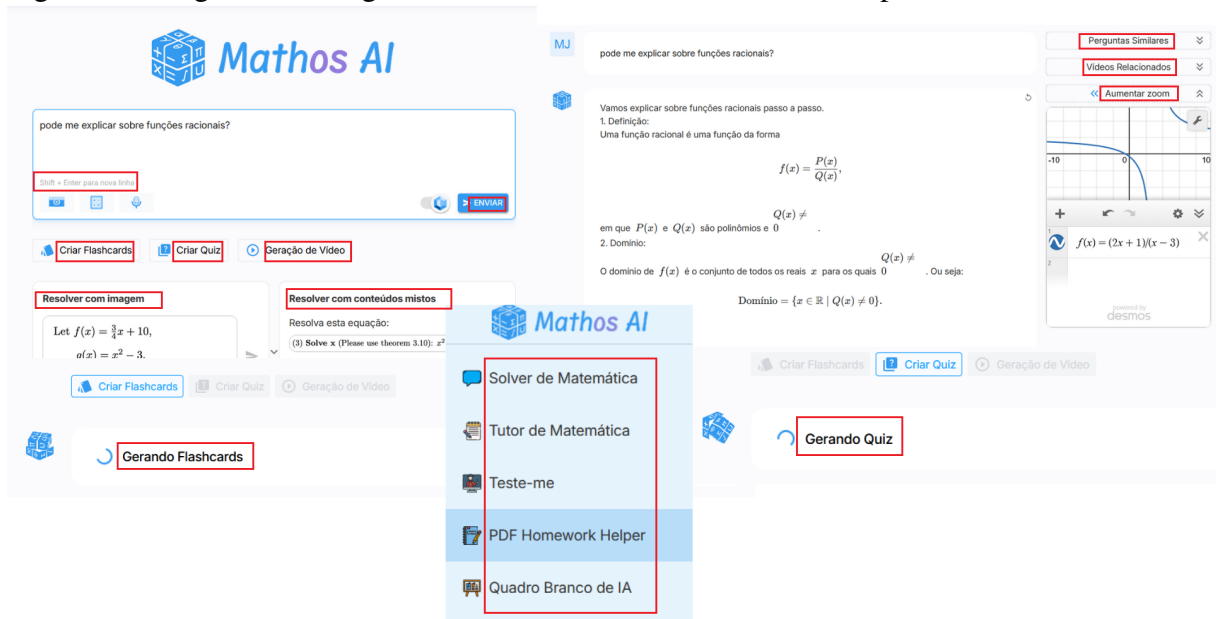 Mathos AI
pode me explicar sobre funções racionais?
Shift + Enter para nova linha
> ENVIAR
Criar Flashcards
Criar Quiz
Geração de Vídeo
Resolver com imagem
Let f(x) = 3/4 x + 10,
g(x) = x² − 3.
Resolver com conteúdos mistos
Resolva esta equação:
(3) Solve x (Please use theorem 3.10): z²
Criar Flashcards
Criar Quiz
Geração de Vídeo
Gerando Flashcards
Mathos AI
Solver de Matemática
Tutor de Matemática
Teste-me
PDF Homework Helper
Quadro Branco de IA
MJ
pode me explicar sobre funções racionais?
Vamos explicar sobre funções racionais passo a passo.
1. Definição:
Uma função racional é uma função da forma
f(x) = P(x)/Q(x),
Q(x) ≠
em que P(x) e Q(x) são polinômios e 0 .
2. Domínio:
Q(x) ≠
O domínio de f(x) é o conjunto de todos os reais x para os quais 0 . Ou seja:
Domínio = {x ∈ ℝ | Q(x) ≠ 0}.
Perguntas Similares
Vídeos Relacionados
Aumentar zoom
-10 0 10
1
f(x) = (2x + 1)/(x − 3)
2
powered by
desmos
Criar Flashcards
Criar Quiz
Geração de Vídeo
Gerando Quiz